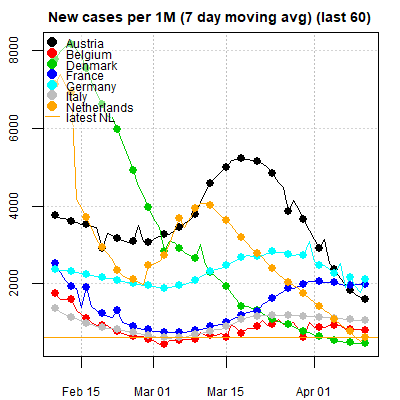 New cases per 1M (7 day moving avg) (last 60)
Austria
Belgium
Denmark
France
Germany
Italy
Netherlands
latest NL
8000
6000
4000
2000
Feb 15
Mar 01
Mar 15
Apr 01